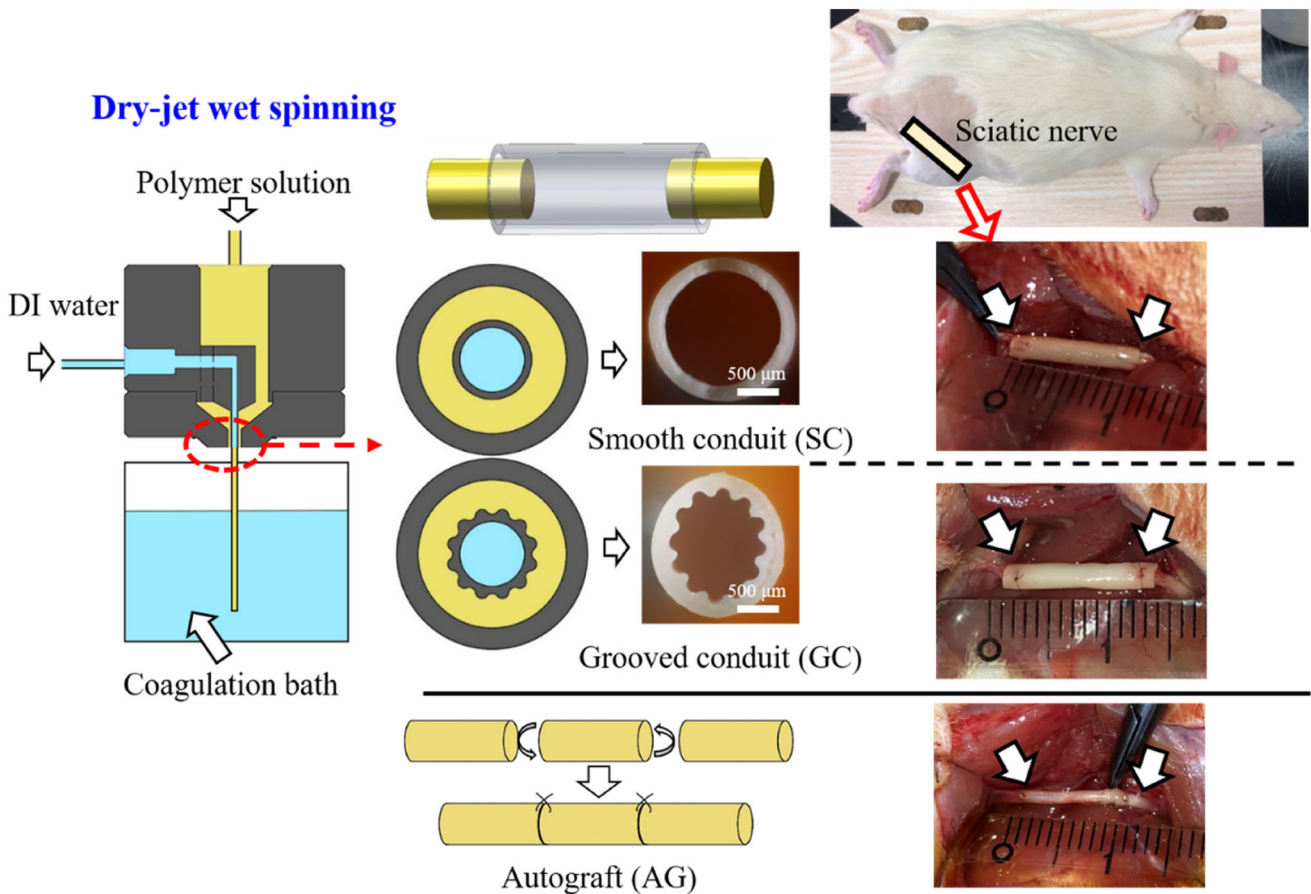 Dry-jet wet spinning
Polymer solution
DI water
Coagulation bath
Sciatic nerve
500 μm
Smooth conduit (SC)
0 1
500 μm
Grooved conduit (GC)
0 1
Autograft (AG)
0 1